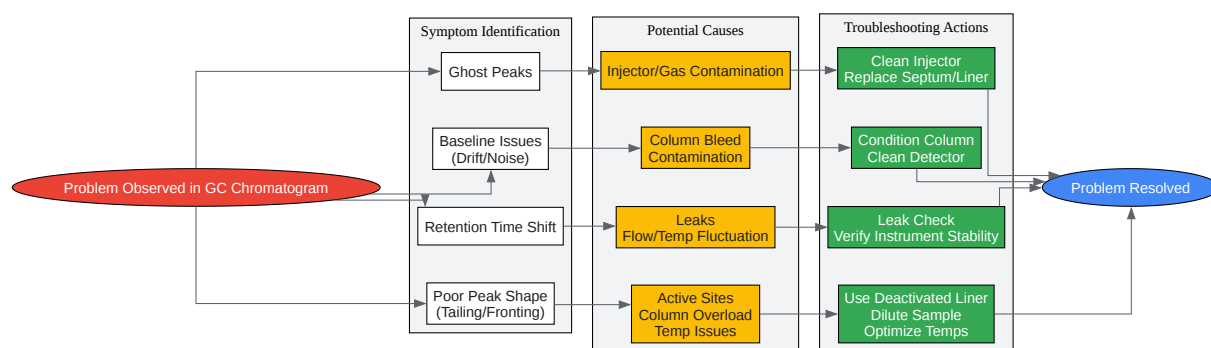 Symptom Identification
Potential Causes
Troubleshooting Actions
Problem Observed in GC Chromatogram
Ghost Peaks
Injector/Gas Contamination
Clean Injector
Replace Septum/Liner
Baseline Issues
(Drift/Noise)
Column Bleed
Contamination
Condition Column
Clean Detector
Retention Time Shift
Leaks
Flow/Temp Fluctuation
Leak Check
Verify Instrument Stability
Poor Peak Shape
(Tailing/Fronting)
Active Sites
Column Overload
Temp Issues
Use Deactivated Liner
Dilute Sample
Optimize Temps
Problem Resolved